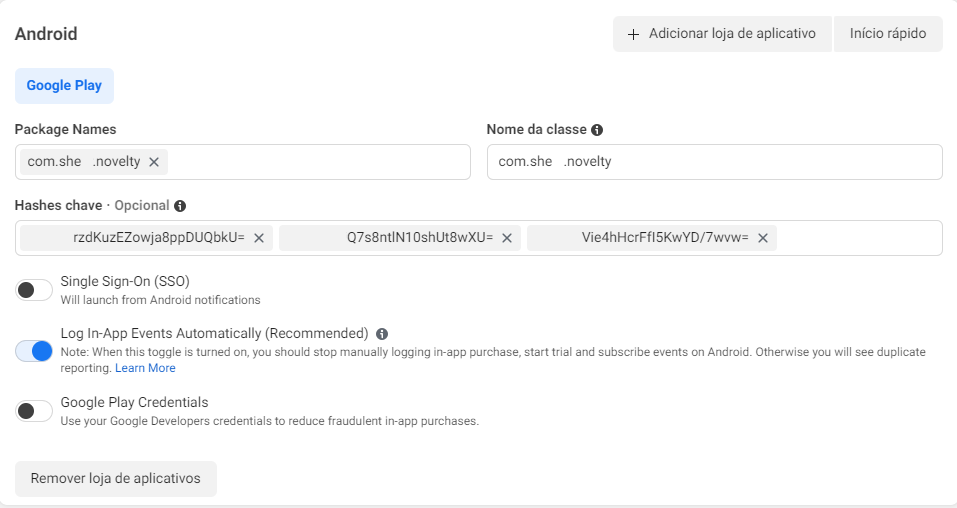 Android
+ Adicionar loja de aplicativo
Início rápido
Google Play
Package Names
Nome da classe
com.she .novelty ×
com.she .novelty
Hashes chave · Opcional
rzdKuzEZowja8ppDUQbkU= × Q7s8ntlN10shUt8wXU= × Vie4hHcrFfI5KwYD/7wvw= ×
Single Sign-On (SSO)
Will launch from Android notifications
Log In-App Events Automatically (Recommended)
Note: When this toggle is turned on, you should stop manually logging in-app purchase, start trial and subscribe events on Android. Otherwise you will see duplicate
reporting. Learn More
Google Play Credentials
Use your Google Developers credentials to reduce fraudulent in-app purchases.
Remover loja de aplicativos